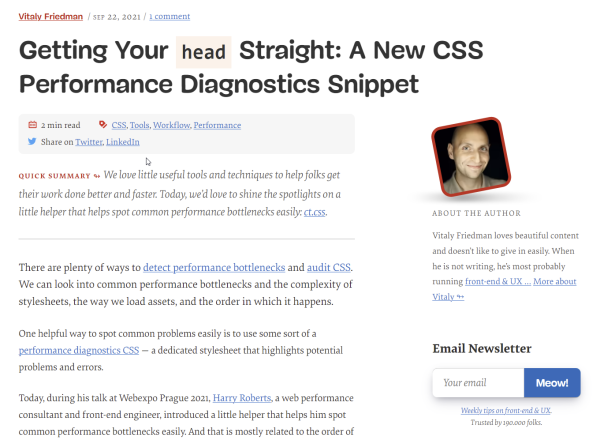 Vitaly Friedman / SEP 22, 2021 / 1 comment
Getting Your head Straight: A New CSS
Performance Diagnostics Snippet
2 min read CSS, Tools, Workflow, Performance
Share on Twitter, LinkedIn
QUICK SUMMARY ↬ We love little useful tools and techniques to help folks get
their work done better and faster. Today, we'd love to shine the spotlights on a
little helper that helps spot common performance bottlenecks easily: ct.css.
There are plenty of ways to detect performance bottlenecks and audit CSS.
We can look into common performance bottlenecks and the complexity of
stylesheets, the way we load assets, and the order in which it happens.
One helpful way to spot common problems easily is to use some sort of a
performance diagnostics CSS — a dedicated stylesheet that highlights potential
problems and errors.
Today, during his talk at Webexpo Prague 2021, Harry Roberts, a web performance
consultant and front-end engineer, introduced a little helper that helps him spot
common performance bottlenecks easily. And that is mostly related to the order of
ABOUT THE AUTHOR
Vitaly Friedman loves beautiful content
and doesn't like to give in easily. When
he is not writing, he's most probably
running front-end & UX … More about
Vitaly ↬
Email Newsletter
Your email Meow!
Weekly tips on front-end & UX.
Trusted by 190.000 folks.